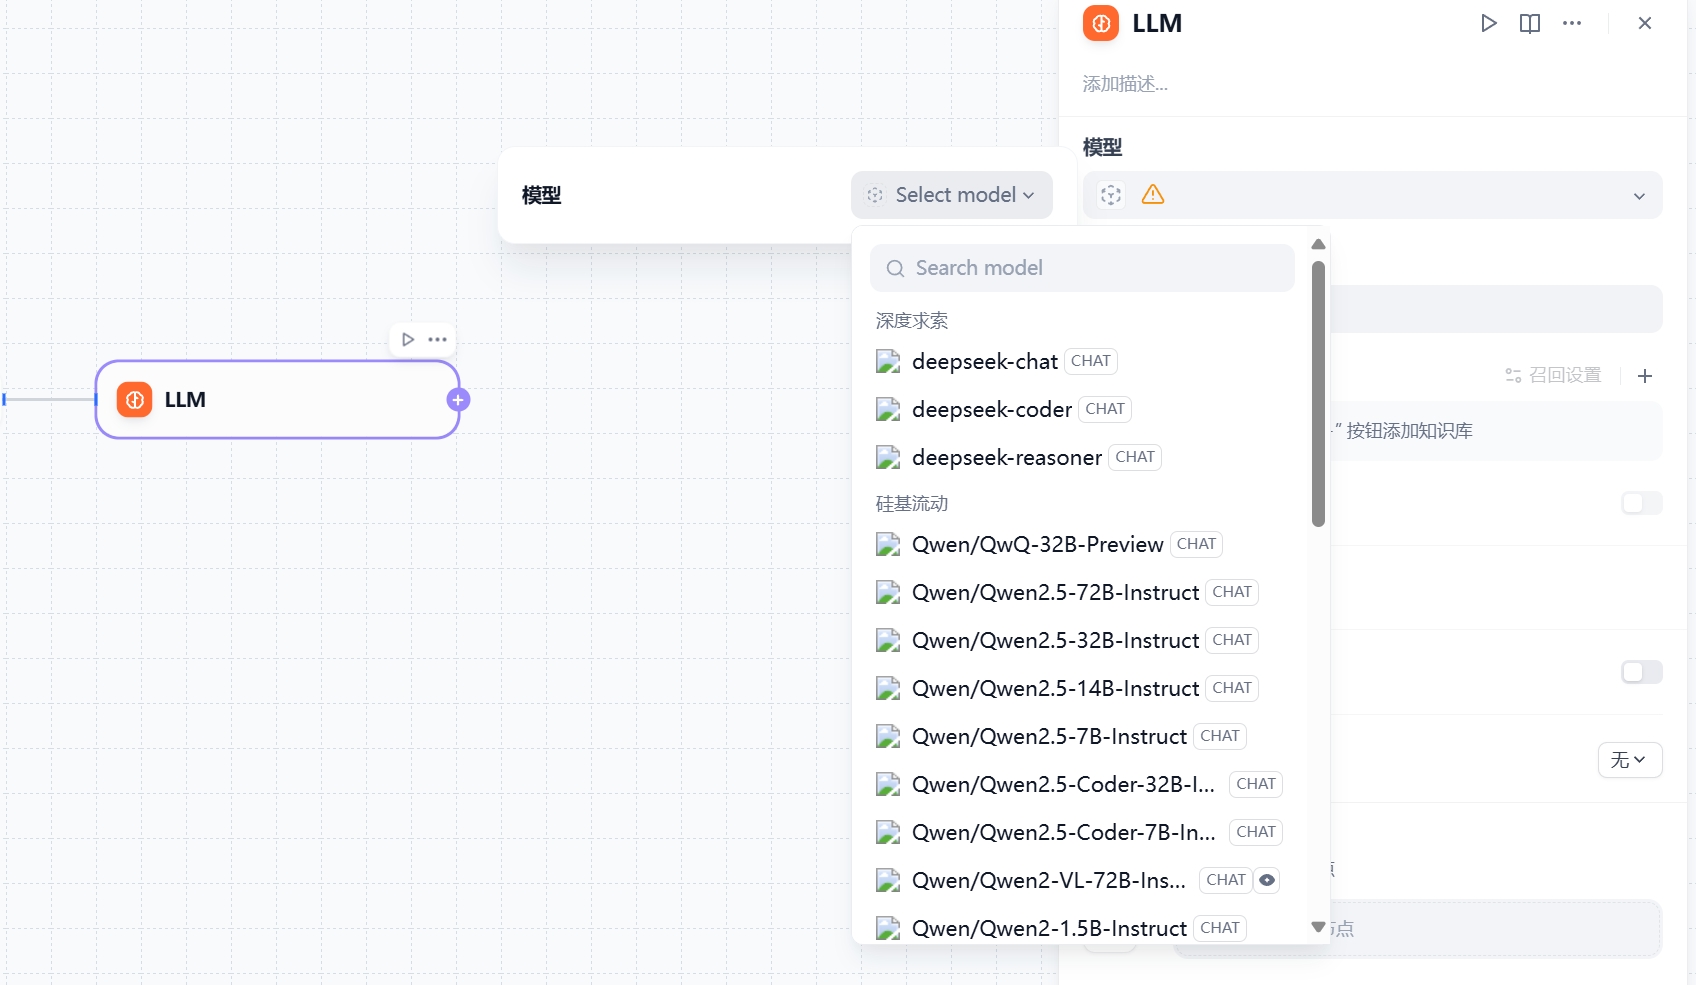 LLM
添加描述...
模型
模型
Select model
Search model
深度求索
deepseek-chat CHAT
deepseek-coder CHAT
deepseek-reasoner CHAT
硅基流动
Qwen/QwQ-32B-Preview CHAT
Qwen/Qwen2.5-72B-Instruct CHAT
Qwen/Qwen2.5-32B-Instruct CHAT
Qwen/Qwen2.5-14B-Instruct CHAT
Qwen/Qwen2.5-7B-Instruct CHAT
Qwen/Qwen2.5-Coder-32B-I... CHAT
Qwen/Qwen2.5-Coder-7B-In... CHAT
Qwen/Qwen2-VL-72B-Ins... CHAT
Qwen/Qwen2-1.5B-Instruct CHAT
LLM
召回设置
” 按钮添加知识库
无
点